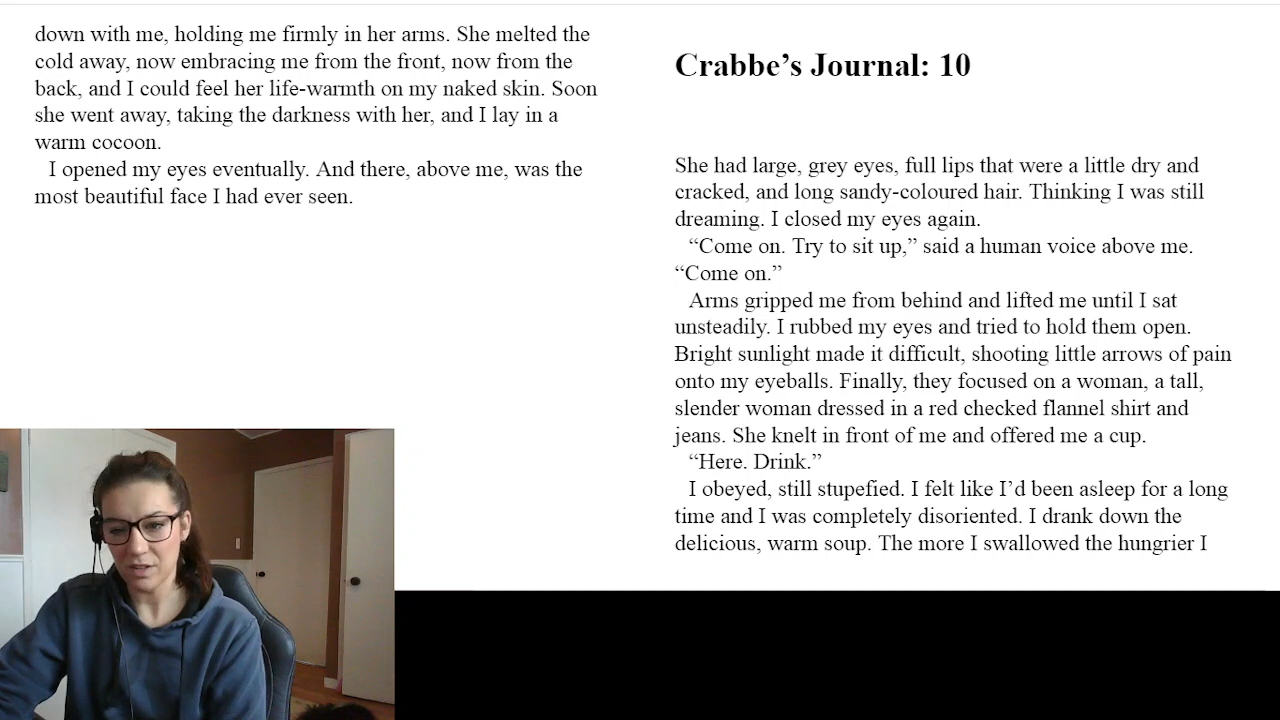 down with me, holding me firmly in her arms. She melted the
cold away, now embracing me from the front, now from the
back, and I could feel her life-warmth on my naked skin. Soon
she went away, taking the darkness with her, and I lay in a
warm cocoon.
I opened my eyes eventually. And there, above me, was the
most beautiful face I had ever seen.
Crabbe’s Journal: 10
She had large, grey eyes, full lips that were a little dry and
cracked, and long sandy-coloured hair. Thinking I was still
dreaming. I closed my eyes again.
“Come on. Try to sit up,” said a human voice above me.
“Come on.”
Arms gripped me from behind and lifted me until I sat
unsteadily. I rubbed my eyes and tried to hold them open.
Bright sunlight made it difficult, shooting little arrows of pain
onto my eyeballs. Finally, they focused on a woman, a tall,
slender woman dressed in a red checked flannel shirt and
jeans. She knelt in front of me and offered me a cup.
“Here. Drink.”
I obeyed, still stupefied. I felt like I’d been asleep for a long
time and I was completely disoriented. I drank down the
delicious, warm soup. The more I swallowed the hungrier I